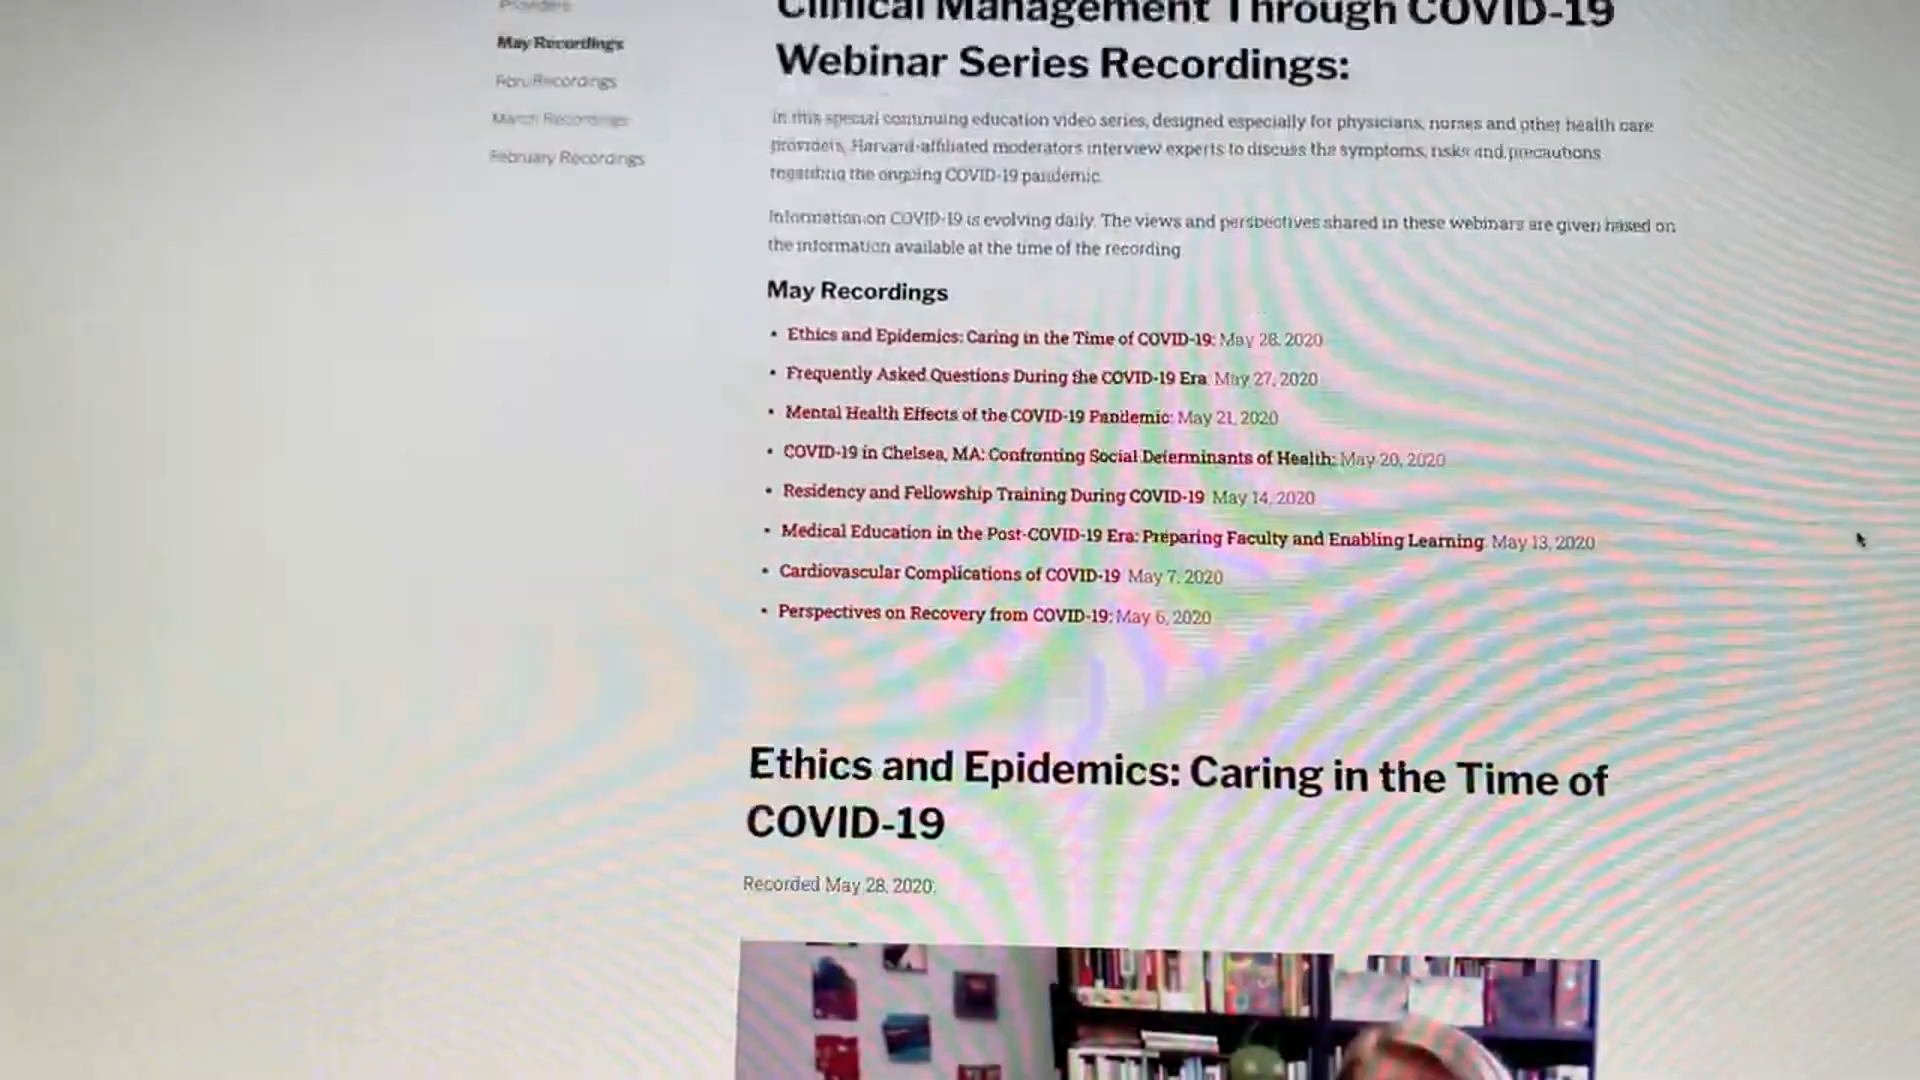 Providers
May Recordings
Recordings
March Recordings
February Recordings
Clinical Management Through COVID-19
Webinar Series Recordings:
In this special continuing education video series, designed especially for physicians, nurses and other health care
providers, Harvard-affiliated moderators interview experts to discuss the symptoms, risks and precautions
regarding the ongoing COVID-19 pandemic.
Information on COVID-19 is evolving daily. The views and perspectives shared in these webinars are given based on
the information available at the time of the recording.
May Recordings
• Ethics and Epidemics: Caring in the Time of COVID-19: May 28, 2020
• Frequently Asked Questions During the COVID-19 Era: May 27, 2020
• Mental Health Effects of the COVID-19 Pandemic: May 21, 2020
• COVID-19 in Chelsea, MA: Confronting Social Determinants of Health: May 20, 2020
• Residency and Fellowship Training During COVID-19: May 14, 2020
• Medical Education in the Post-COVID-19 Era: Preparing Faculty and Enabling Learning: May 13, 2020
• Cardiovascular Complications of COVID-19: May 7, 2020
• Perspectives on Recovery from COVID-19: May 6, 2020
Ethics and Epidemics: Caring in the Time of
COVID-19
Recorded May 28, 2020.